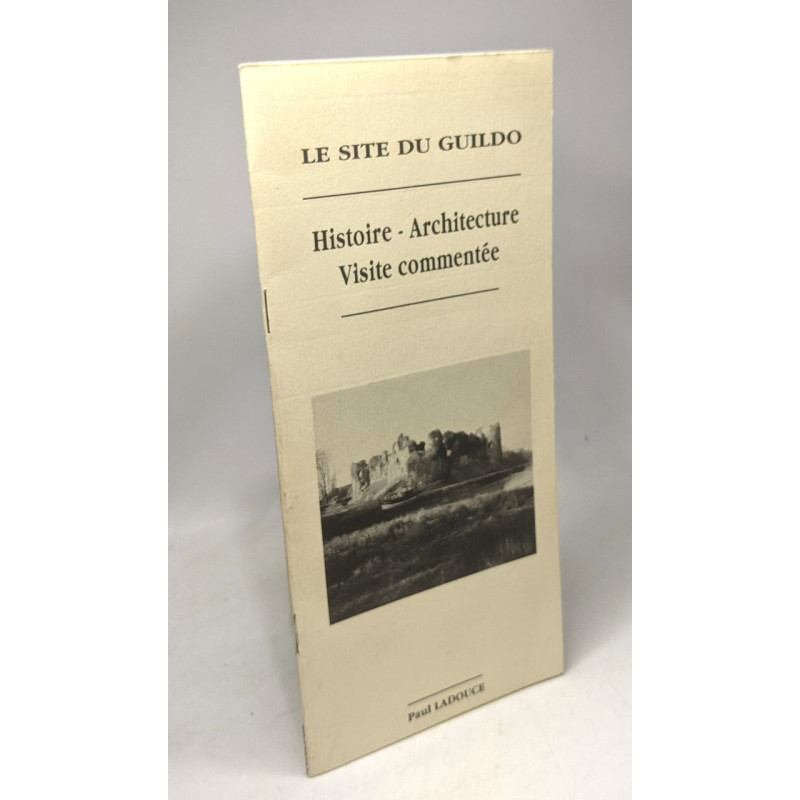 LE SITE DU GUILDO
Histoire - Architecture
Visite commentée
Paul LADOUCE